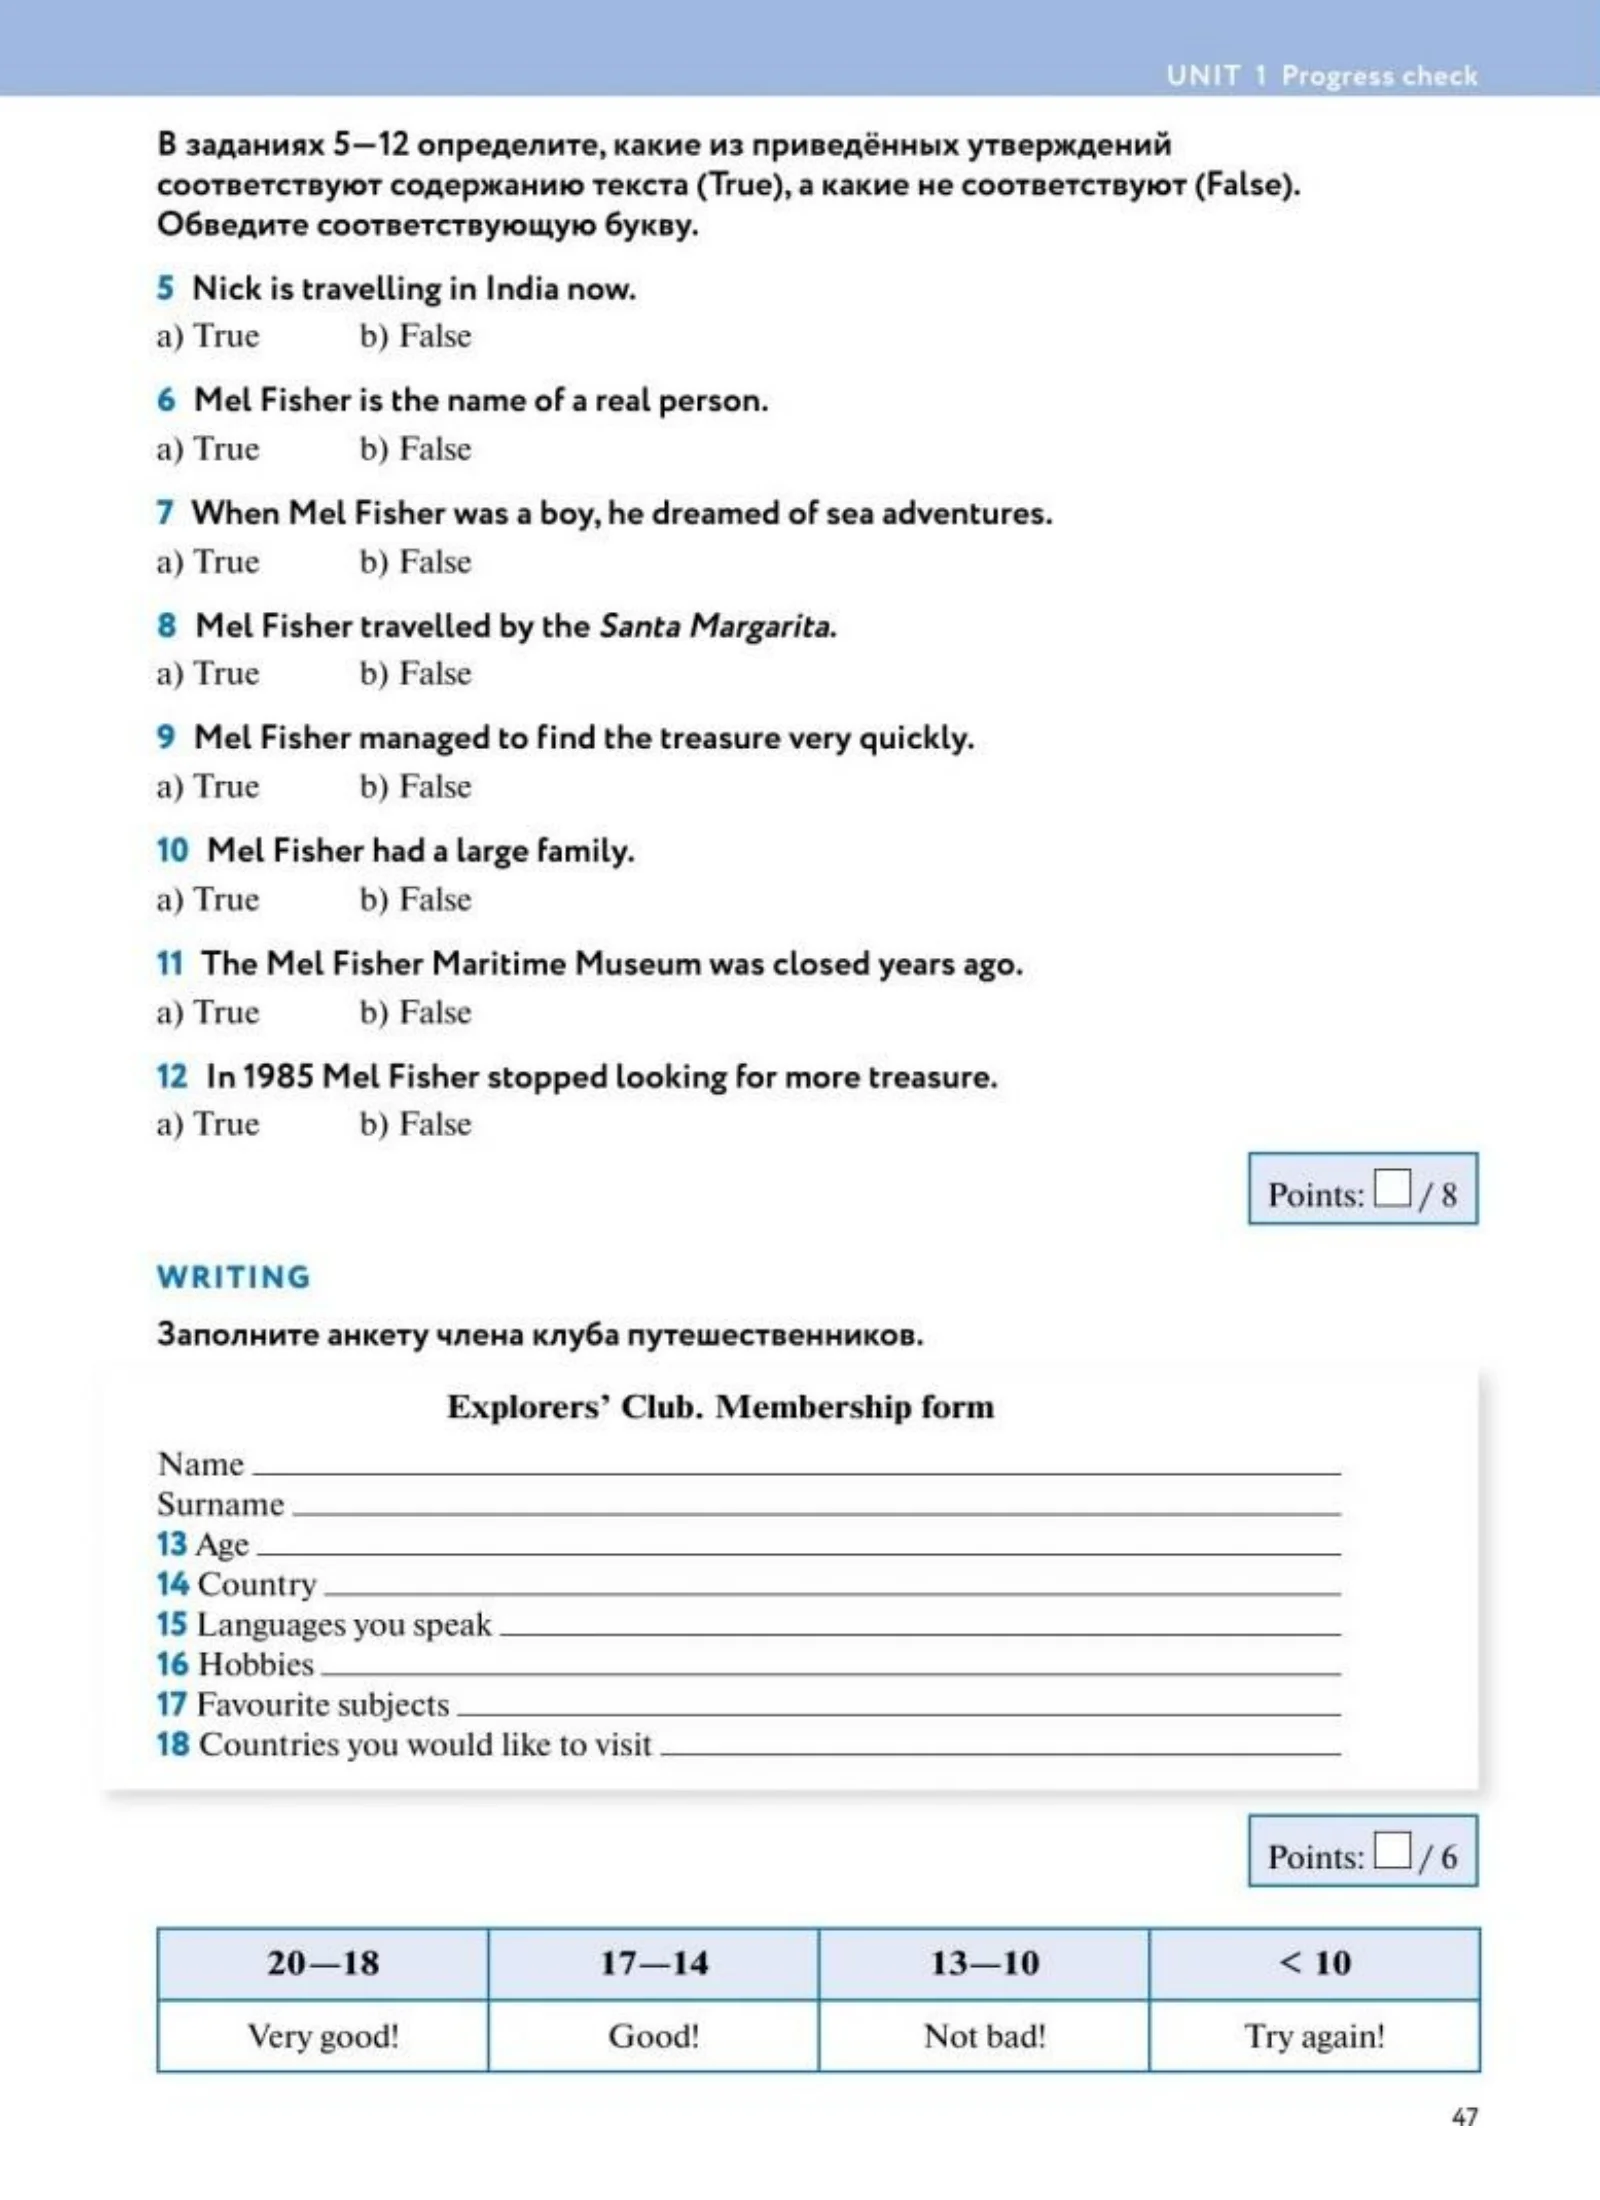 UNIT 1 Progress check
В заданиях 5—12 определите, какие из приведённых утверждений
соответствуют содержанию текста (True), а какие не соответствуют (False).
Обведите соответствующую букву.
5 Nick is travelling in India now.
a) True b) False
6 Mel Fisher is the name of a real person.
a) True b) False
7 When Mel Fisher was a boy, he dreamed of sea adventures.
a) True b) False
8 Mel Fisher travelled by the Santa Margarita.
a) True b) False
9 Mel Fisher managed to find the treasure very quickly.
a) True b) False
10 Mel Fisher had a large family.
a) True b) False
11 The Mel Fisher Maritime Museum was closed years ago.
a) True b) False
12 In 1985 Mel Fisher stopped looking for more treasure.
a) True b) False
Points: / 8
WRITING
Заполните анкету члена клуба путешественников.
Explorers’ Club. Membership form
Name
Surname
13 Age
14 Country
15 Languages you speak
16 Hobbies
17 Favourite subjects
18 Countries you would like to visit
Points: / 6
20—18 17—14 13—10 < 10
Very good! Good! Not bad! Try again!
47